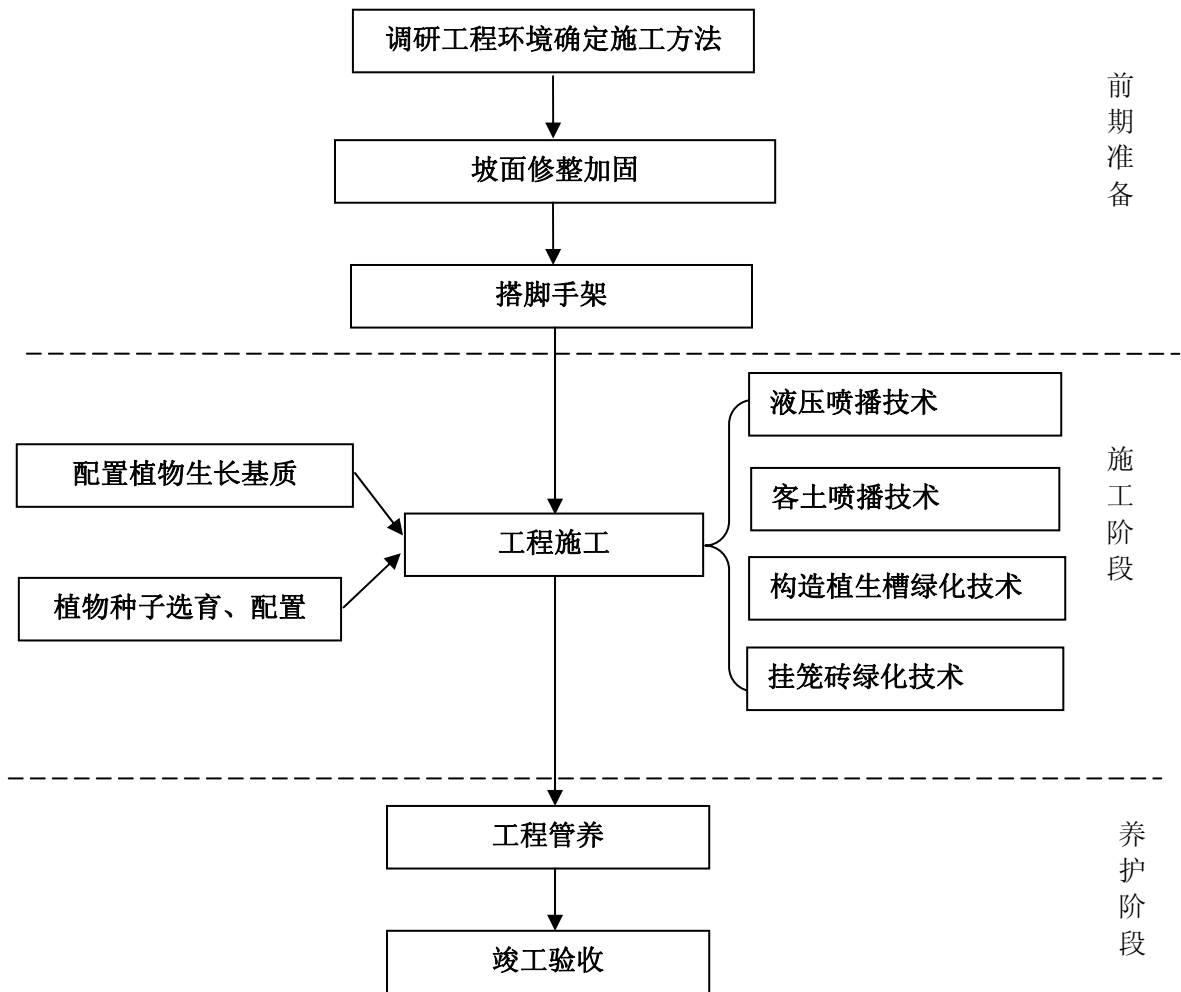 调研工程环境确定施工方法
前期准备
坡面修整加固
搭脚手架
液压喷播技术
配置植物生长基质
客土喷播技术
施工阶段
工程施工
构造植生槽绿化技术
植物种子选育、配置
挂笼砖绿化技术
工程管养
养护阶段
竣工验收